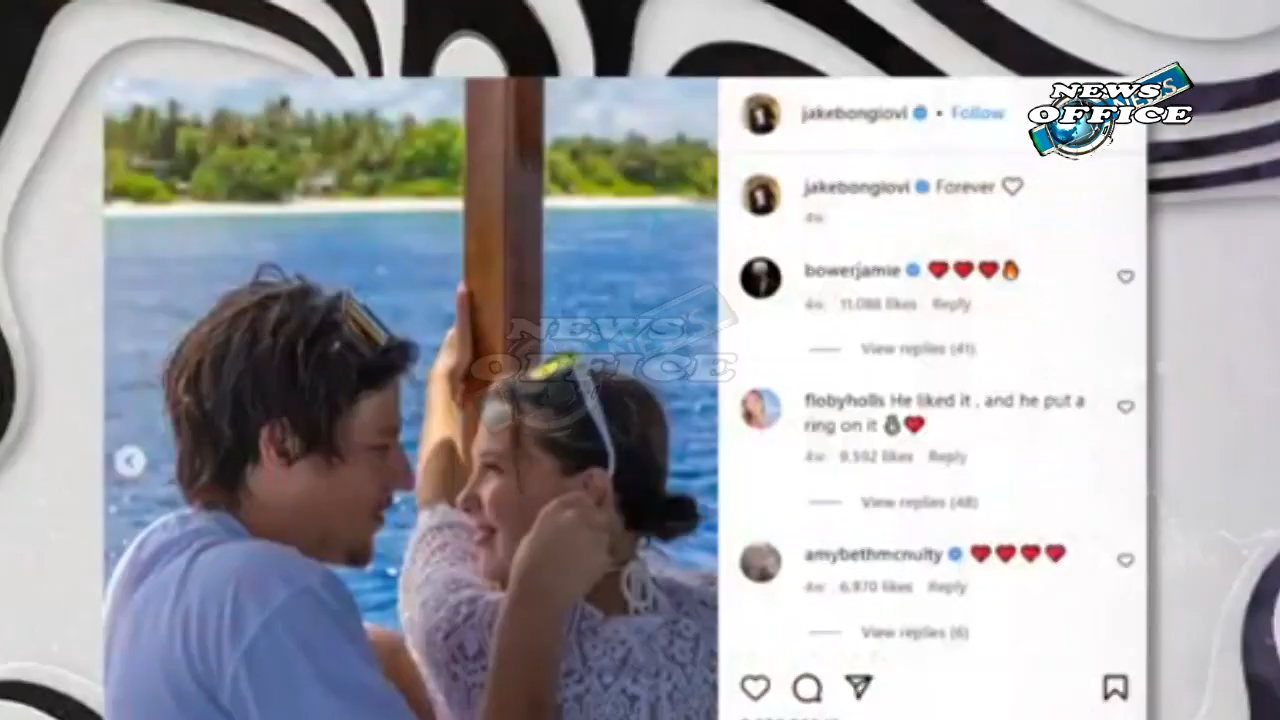 NEWS
OFFICE
jakebongiovi • Follow
jakebongiovi Forever
4w
bowerjamie
4w 11.088 likes Reply
View replies (41)
flobyholls He liked it , and he put a
ring on it
4w 9.592 likes Reply
View replies (48)
NEWS
OFFICE
amybethmcnulty
4w 6.970 likes Reply
View replies (6)